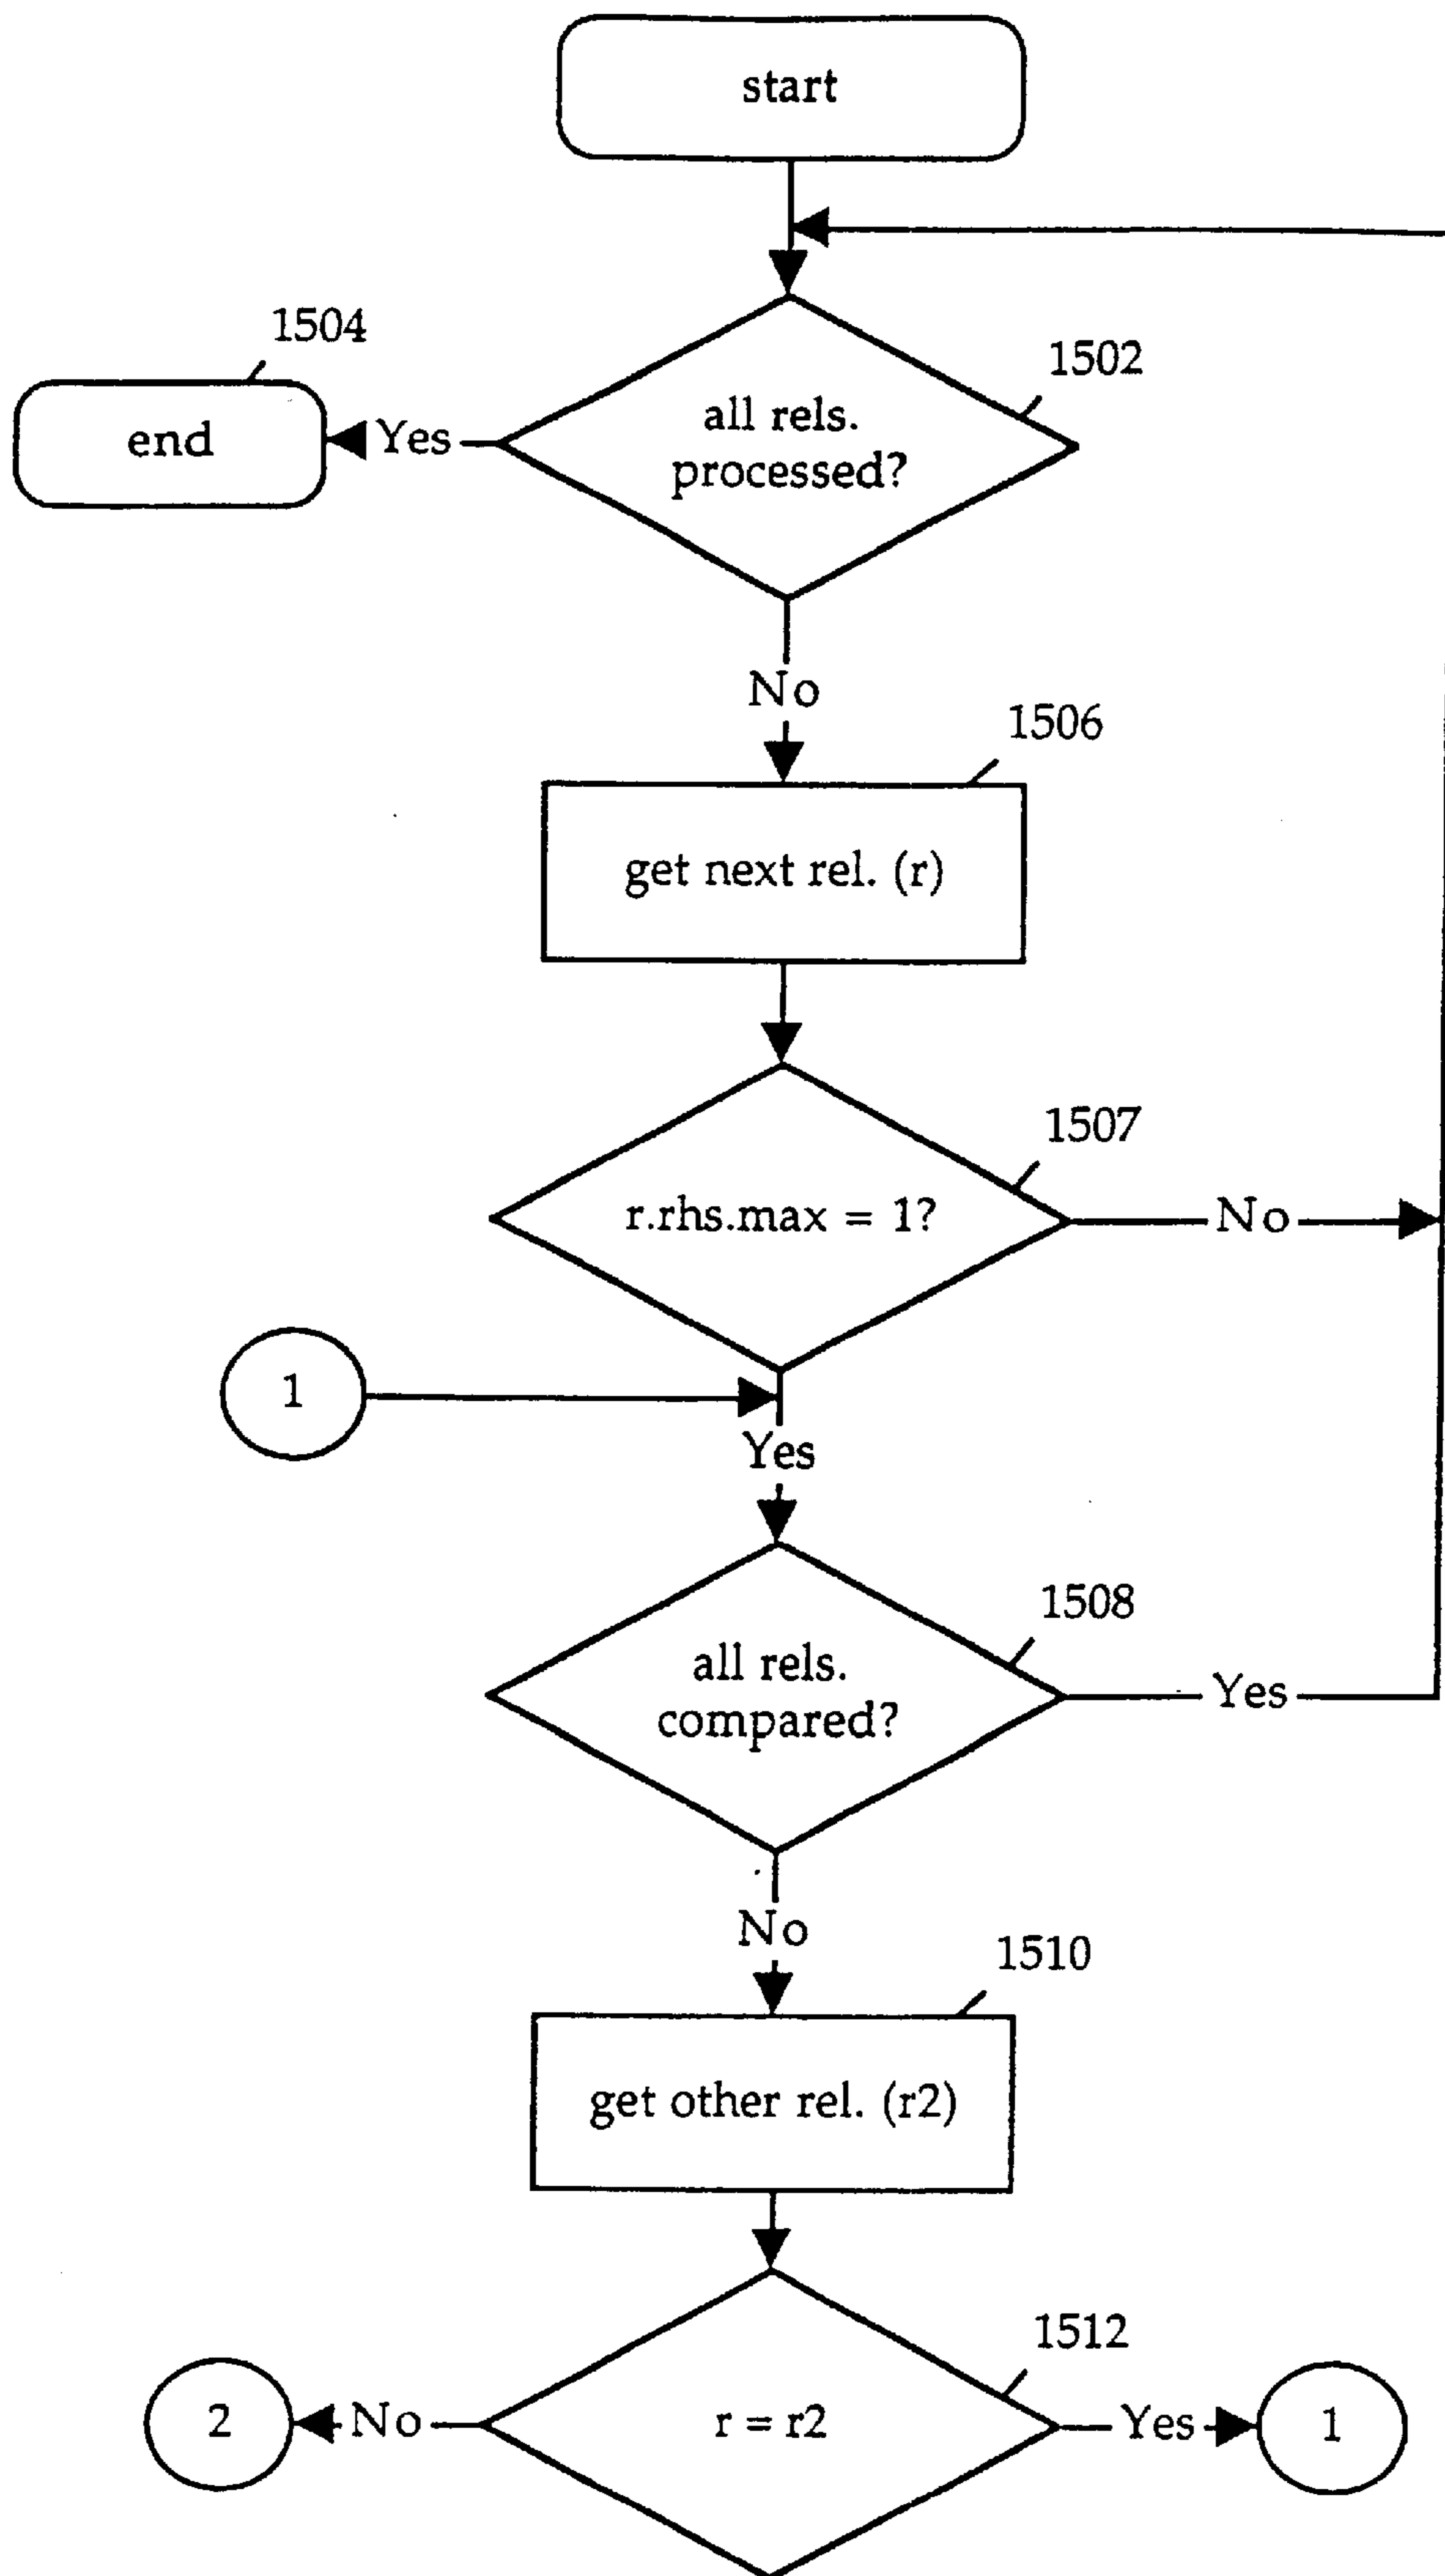 start
1504
1502
end
Yes
all rels.
processed?
No
1506
get next rel. (r)
1507
r.rhs.max = 1?
No
1
Yes
1508
all rels.
compared?
Yes
No
1510
get other rel. (r2)
1512
2
No
r = r2
Yes
1